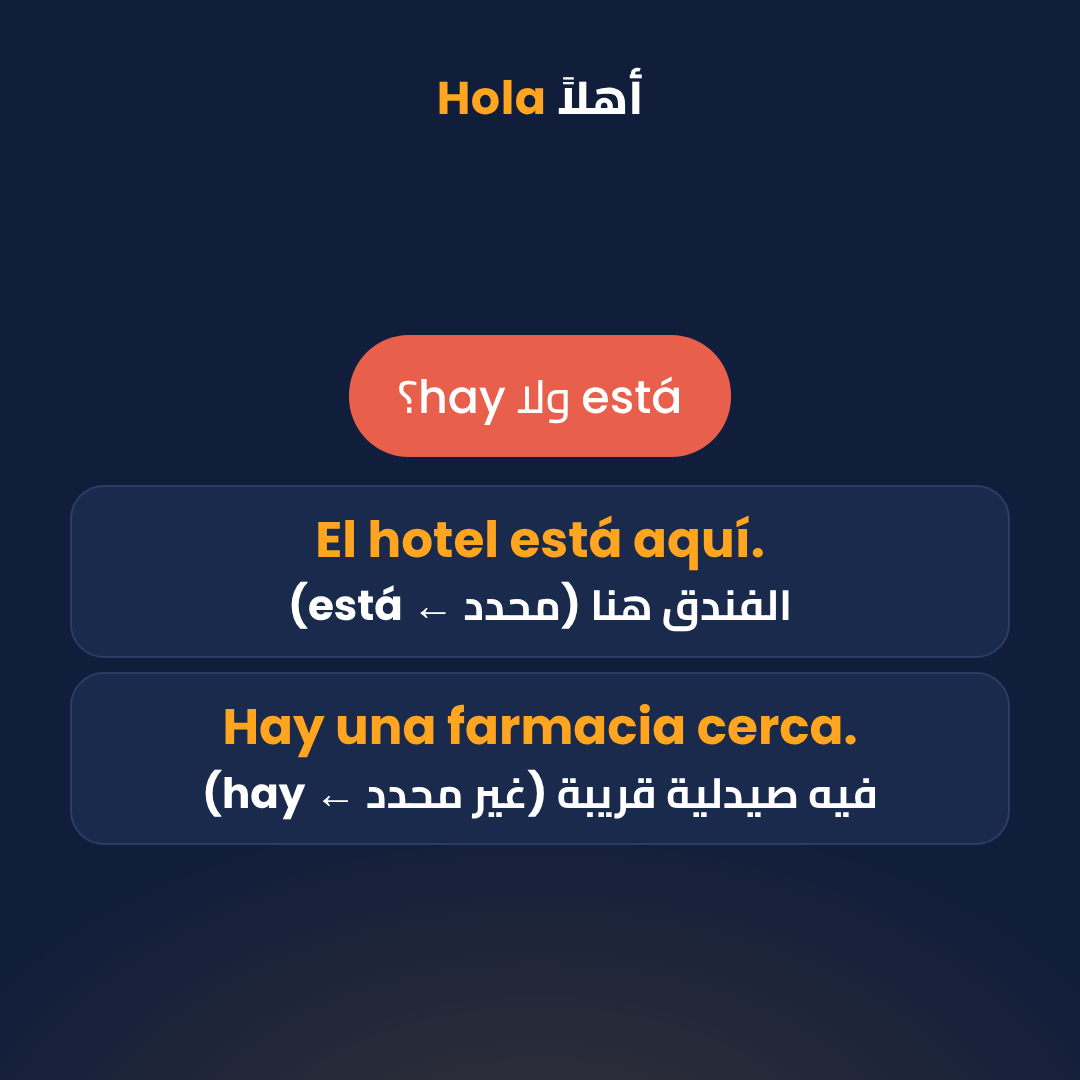 أهلاً Hola
está ولا hay؟
El hotel está aquí.
الفندق هنا (محدد ← está)
Hay una farmacia cerca.
فيه صيدلية قريبة (غير محدد ← hay)